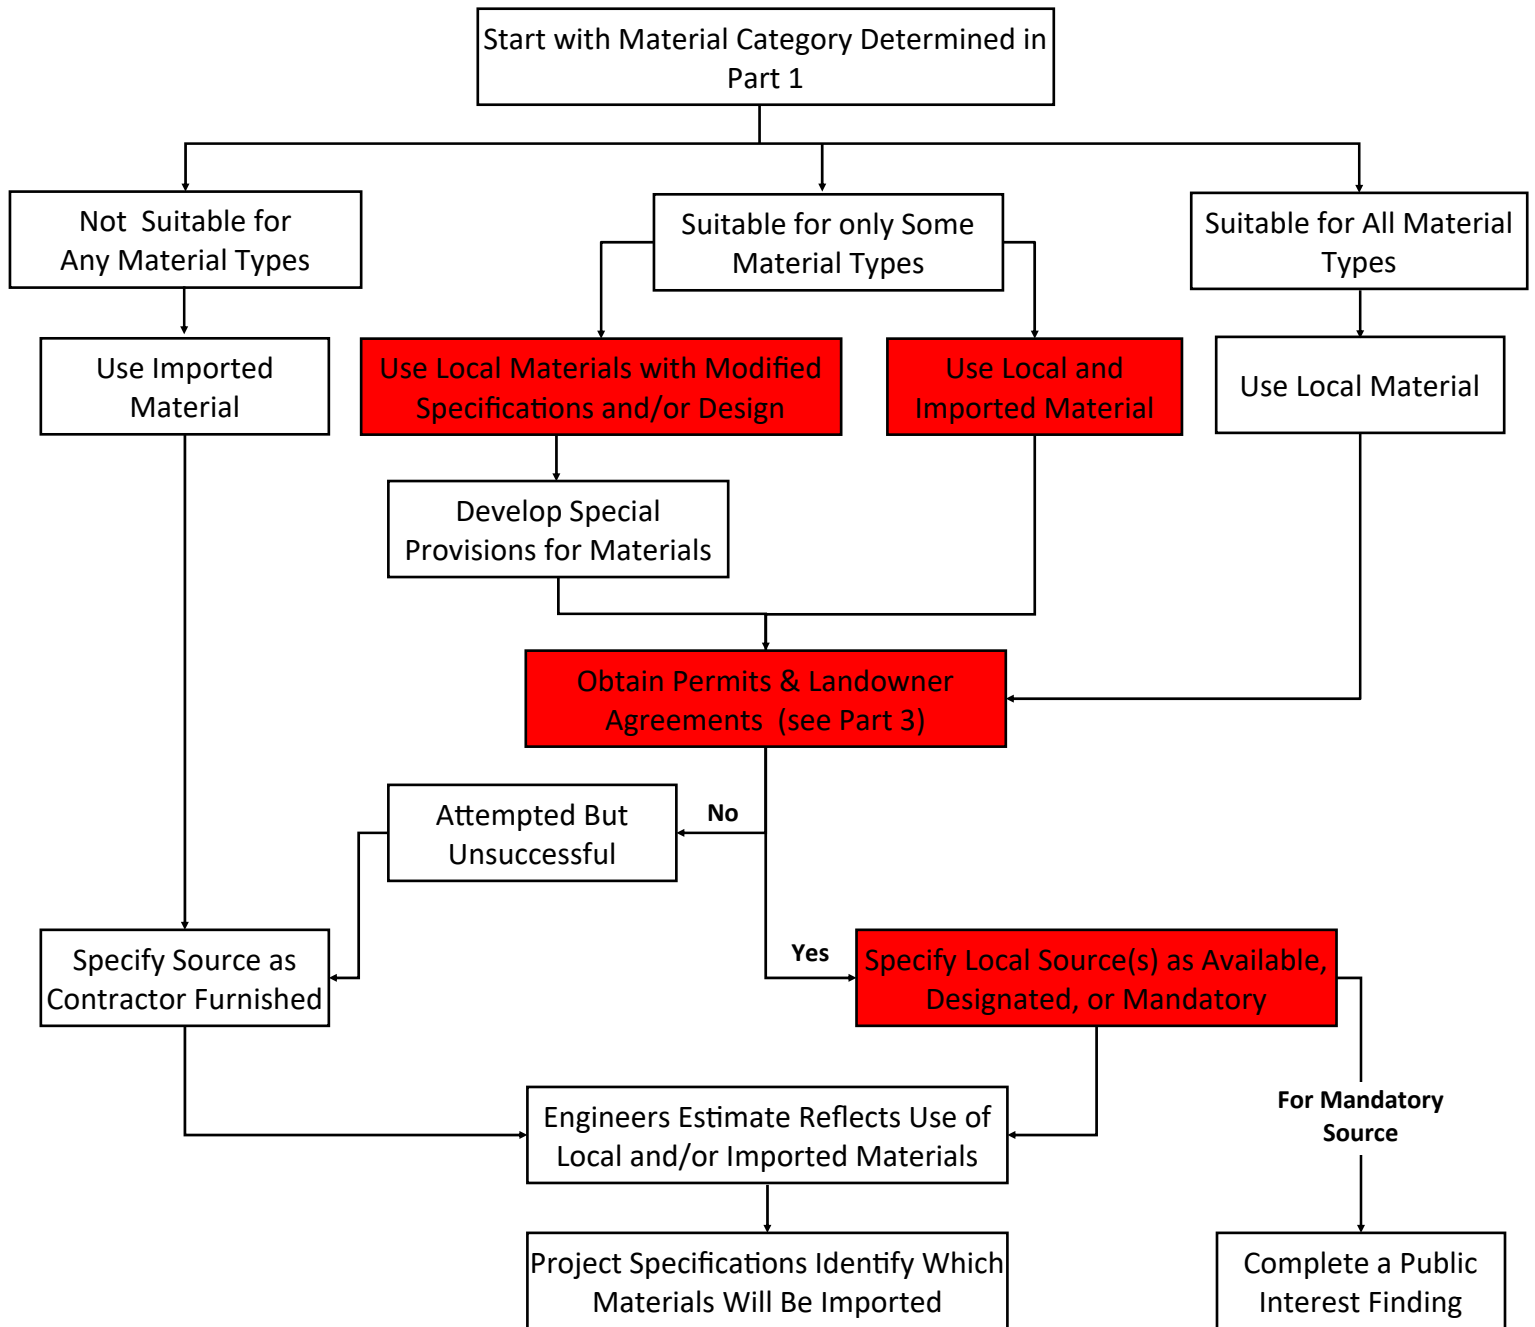 Start with Material Category Determined in
Part 1
Not Suitable for
Any Material Types
Suitable for only Some
Material Types
Suitable for All Material
Types
Use Imported
Material
Use Local Materials with Modified
Specifications and/or Design
Use Local and
Imported Material
Use Local Material
Develop Special
Provisions for Materials
Obtain Permits & Landowner
Agreements (see Part 3)
Attempted But
Unsuccessful
No
Specify Source as
Contractor Furnished
Yes
Specify Local Source(s) as Available,
Designated, or Mandatory
Engineers Estimate Reflects Use of
Local and/or Imported Materials
For Mandatory
Source
Project Specifications Identify Which
Materials Will Be Imported
Complete a Public
Interest Finding